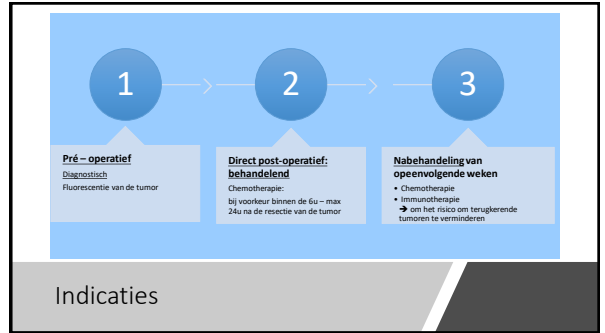 1
Pré – operatief
Diagnostisch
Fluorescentie van de tumor
2
Direct post-operatief:
behandelend
Chemotherapie:
bij voorkeur binnen de 6u – max
24u na de resectie van de tumor
3
Nabehandeling van
opeenvolgende weken
• Chemotherapie
• Immunotherapie
➔ om het risico om terugkerende
tumoren te verminderen
Indicaties